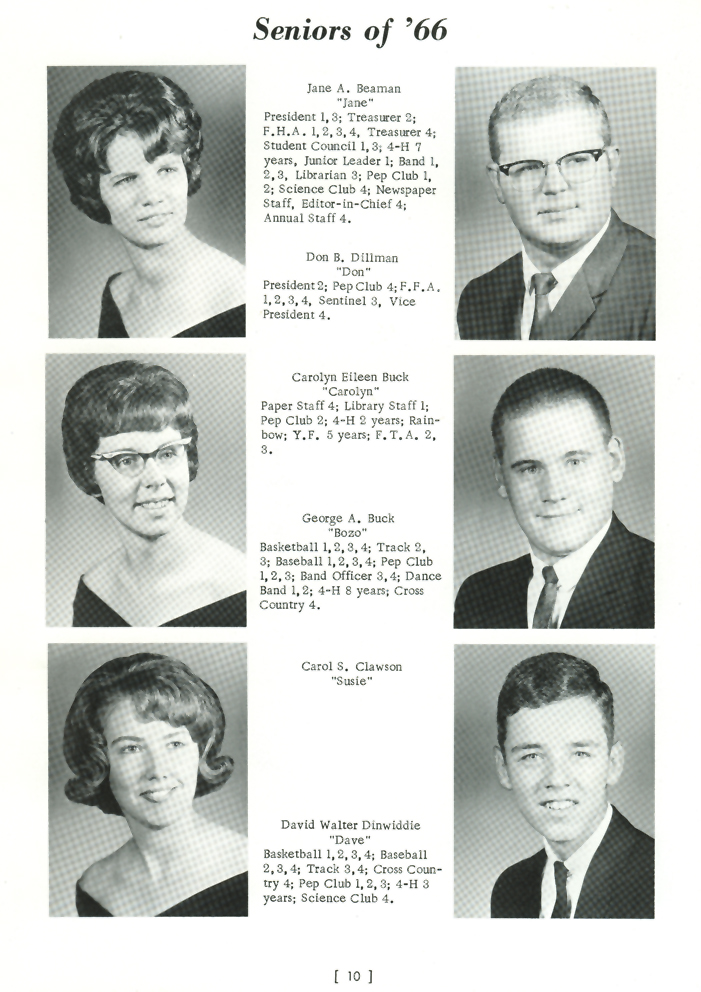 Seniors of '66
Jane A. Beaman
"Jane"
President 1, 3; Treasurer 2;
F.H.A. 1, 2, 3, 4, Treasurer 4;
Student Council 1, 3; 4-H 7
years, Junior Leader 1; Band 1,
2, 3, Librarian 3; Pep Club 1,
2; Science Club 4; Newspaper
Staff, Editor-in-Chief 4;
Annual Staff 4.
Don B. Dillman
"Don"
President 2; Pep Club 4; F.F.A.
1, 2, 3, 4, Sentinel 3, Vice
President 4.
Carolyn Eileen Buck
"Carolyn"
Paper Staff 4; Library Staff 1;
Pep Club 2; 4-H 2 years; Rain-
bow; Y.F. 5 years; F.T.A. 2,
3.
George A. Buck
"Bozo"
Basketball 1, 2, 3, 4; Track 2,
3; Baseball 1, 2, 3, 4; Pep Club
1, 2, 3; Band Officer 3, 4; Dance
Band 1, 2; 4-H 8 years; Cross
Country 4.
Carol S. Clawson
"Susie"
David Walter Dinwiddie
"Dave"
Basketball 1, 2, 3, 4; Baseball
2, 3, 4; Track 3, 4; Cross Coun-
try 4; Pep Club 1, 2, 3; 4-H 3
years; Science Club 4.
[ 10 ]